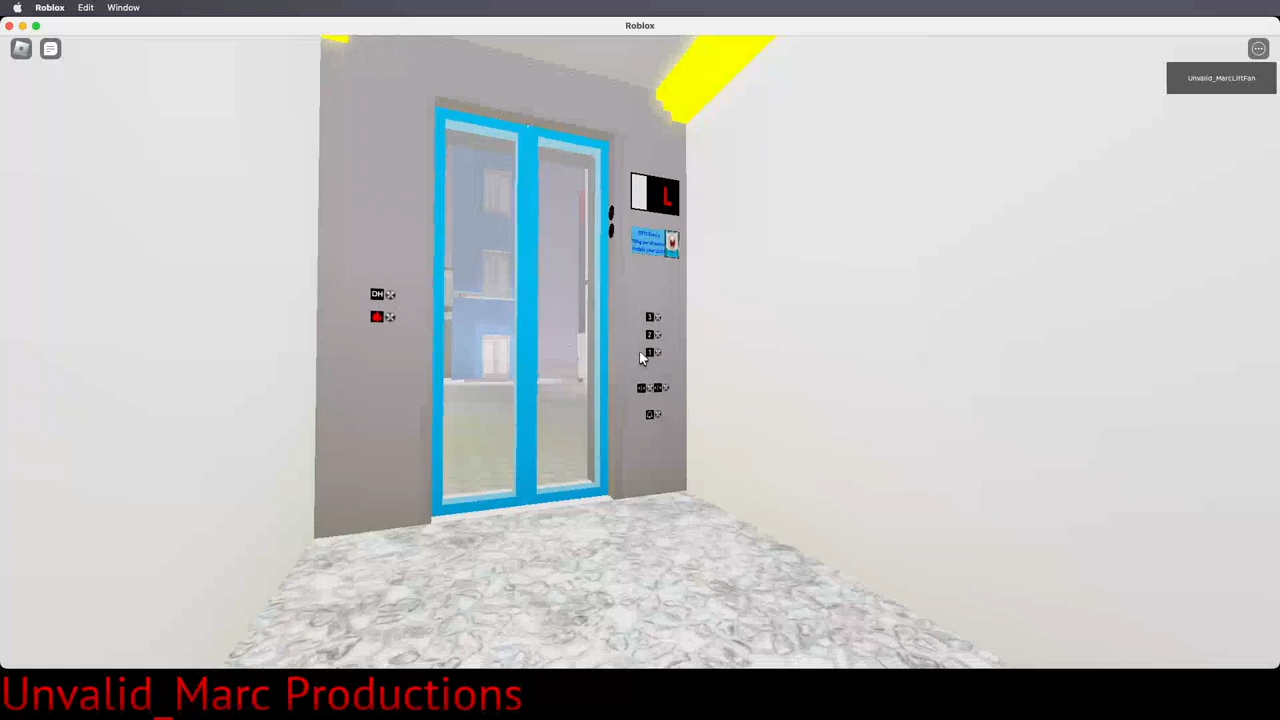 Roblox Edit Window
Roblox
Unvalid_MarcLiftFan
L
DH
3
2
1
Unvalid_Marc Productions